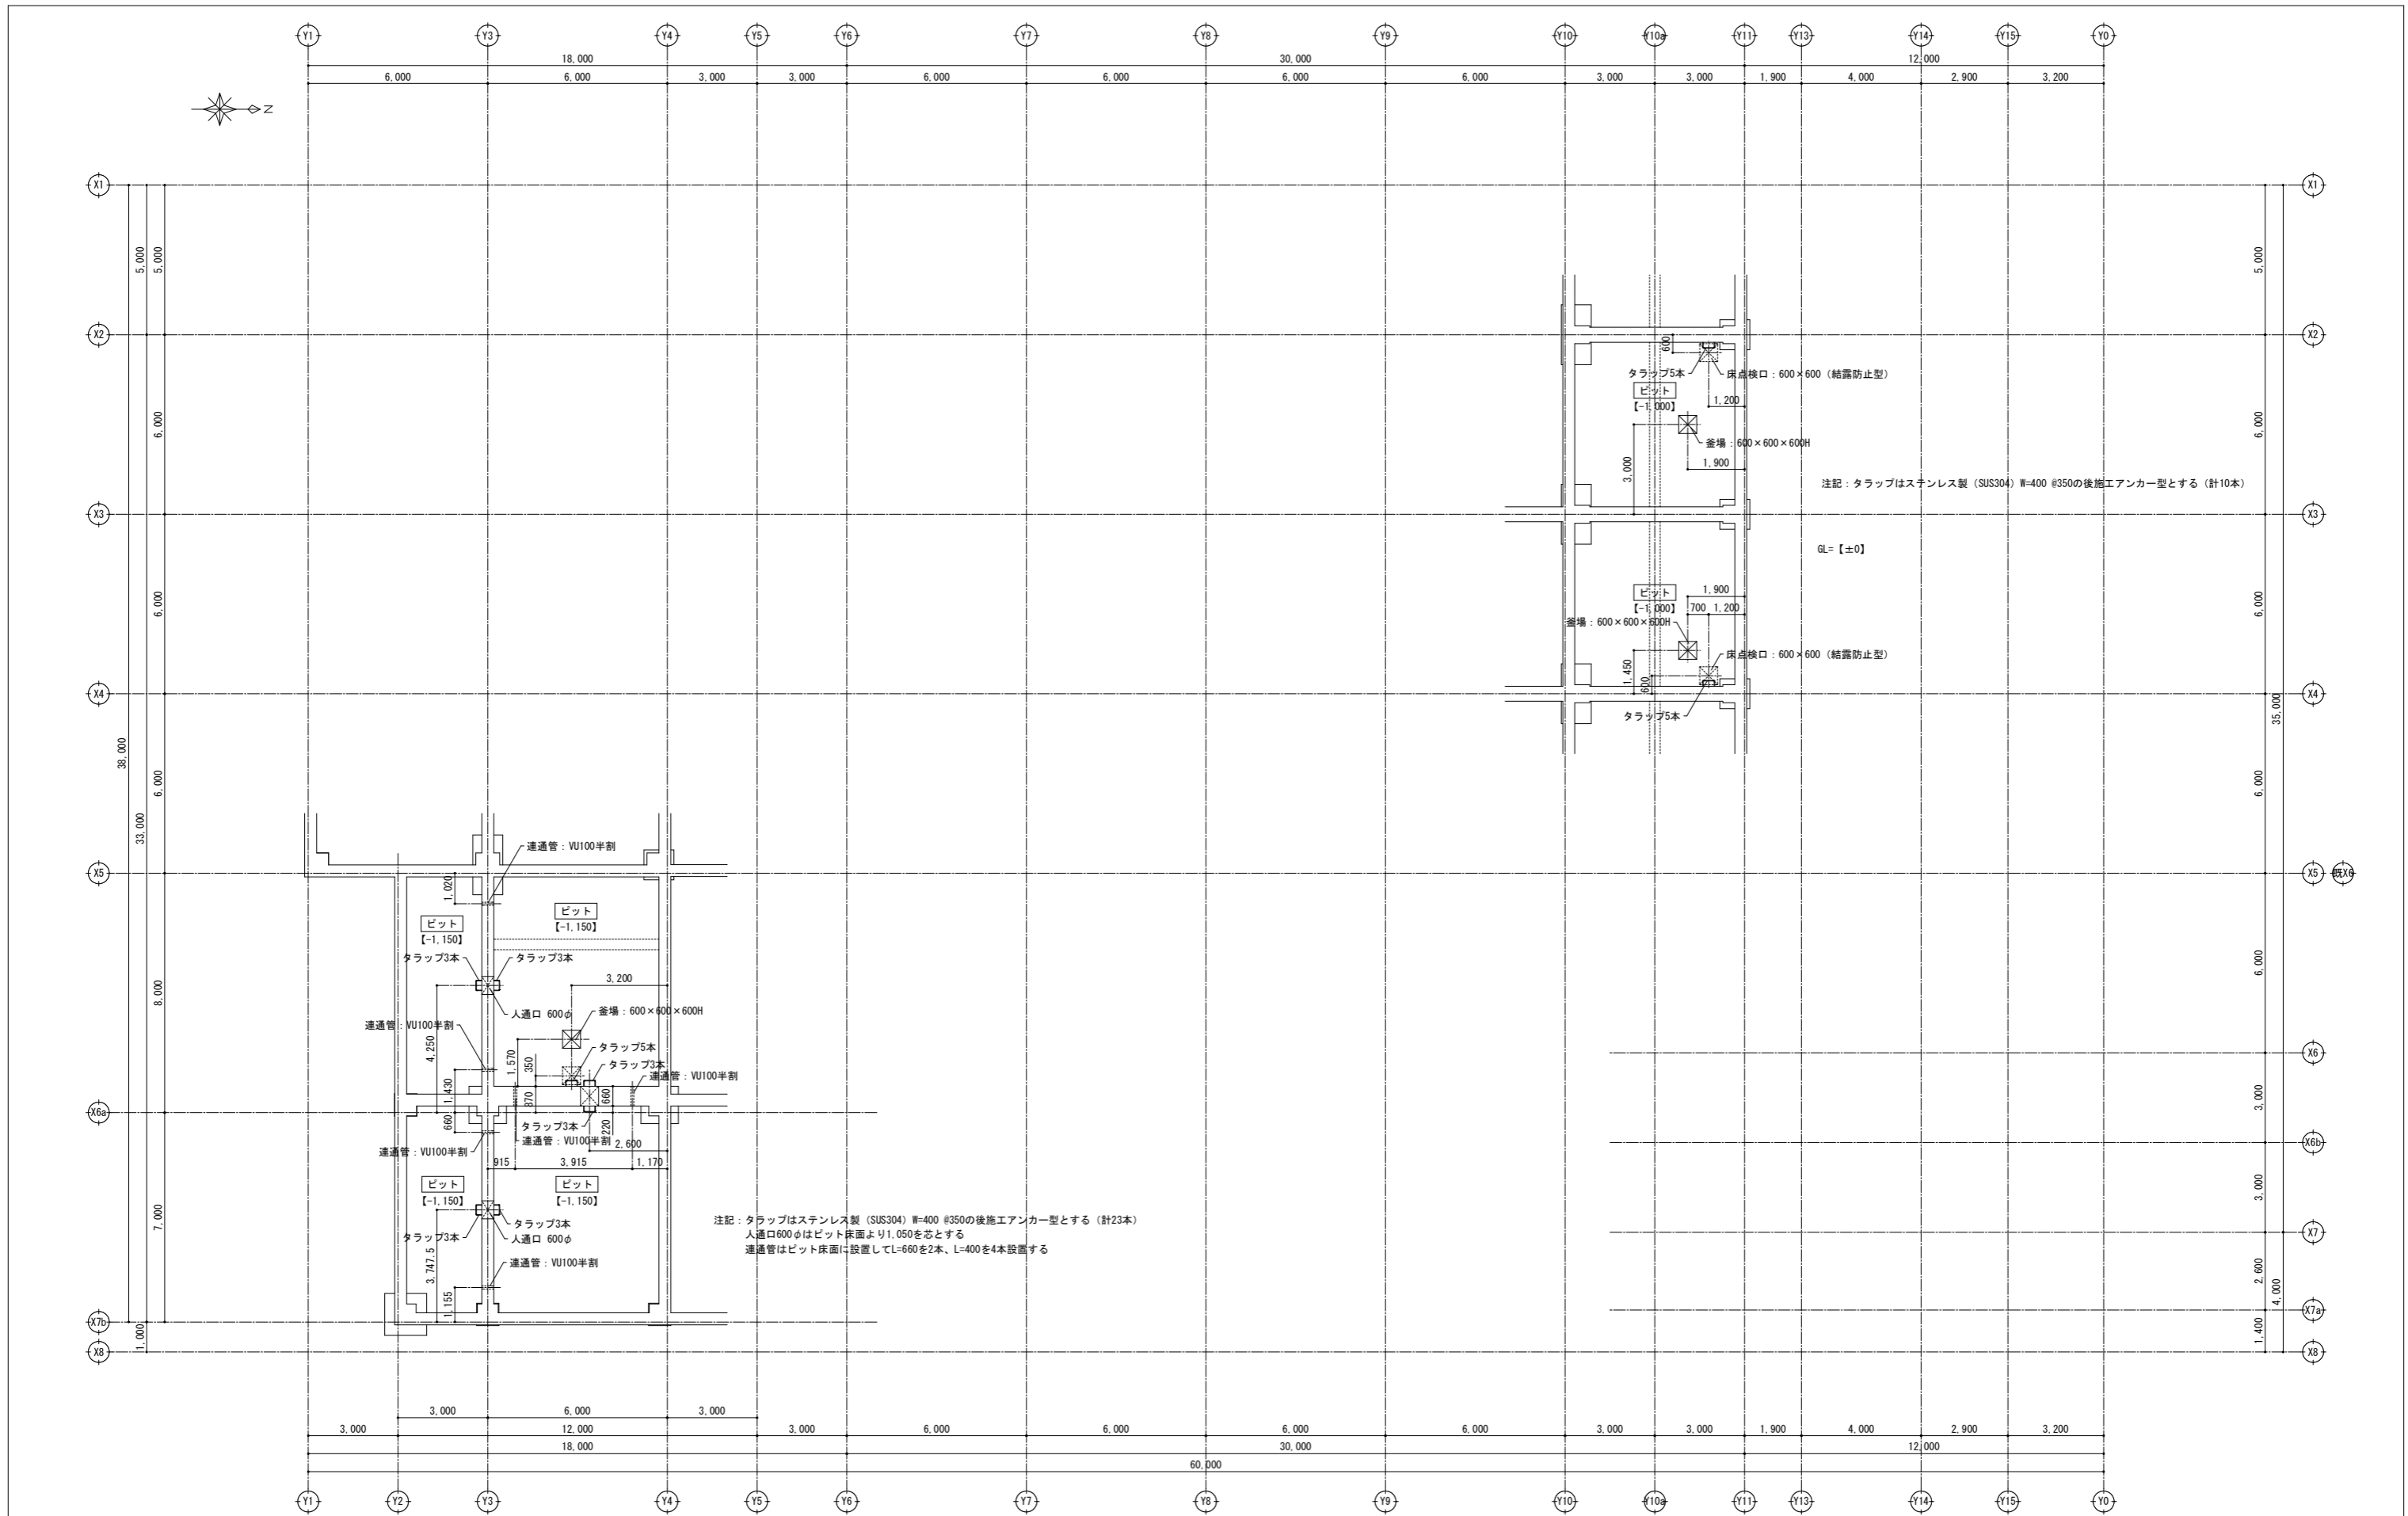 Y1 Y3 Y4 Y5 Y6 Y7 Y8 Y9 Y10 Y10a Y11 Y13 Y14 Y15 Y0
18,000 30,000 12,000
6,000 6,000 3,000 3,000 6,000 6,000 6,000 6,000 3,000 3,000 1,900 4,000 2,900 3,200
N
X1 X1
5,000 5,000 5,000
X2 X2
600
タラップ5本 床点検口：600×600（結露防止型）
ピット
【-1,000】 1,200
6,000 6,000
釜場：600×600×600H
3,000 1,900
注記：タラップはステンレス製（SUS304）W=400 @350の後施工アンカー型とする（計10本）
X3 X3
GL=【±0】
ピット 1,900
【-1,000】 700 1,200
6,000 6,000
釜場：600×600×600H
1,450 床点検口：600×600（結露防止型）
600
X4 X4
タラップ5本
38,000 35,000
6,000 6,000
33,000
連通管：VU100半割
X5 X5 既X6
1,020
ピット
【-1,150】
ピット
【-1,150】
タラップ3本 タラップ3本
3,200
8,000 6,000
人通口 600φ 釜場：600×600×600H
連通管：VU100半割
4,250 1,570 350 タラップ5本
タラップ3本
連通管：VU100半割
X6
1,430 870 660
X6a 3,000
660 220
タラップ3本
連通管：VU100半割
2,600
X6b
連通管：VU100半割
915 3,915 1,170
ピット ピット
【-1,150】 【-1,150】
7,000 3,000
タラップ3本
タラップ3本 人通口 600φ
注記：タラップはステンレス製（SUS304）W=400 @350の後施工アンカー型とする（計23本）
人通口600φはピット床面より1,050を芯とする
連通管はピット床面に設置してL=660を2本、L=400を4本設置する
X7
3,747.5 連通管：VU100半割
1,155 2,600 4,000
X7a
X7b
1,000 1,400
X8 X8
3,000 6,000 3,000
3,000 12,000 3,000 6,000 6,000 6,000 6,000 3,000 3,000 1,900 4,000 2,900 3,200
18,000 30,000 12,000
60,000
Y1 Y2 Y3 Y4 Y5 Y6 Y7 Y8 Y9 Y10 Y10a Y11 Y13 Y14 Y15 Y0